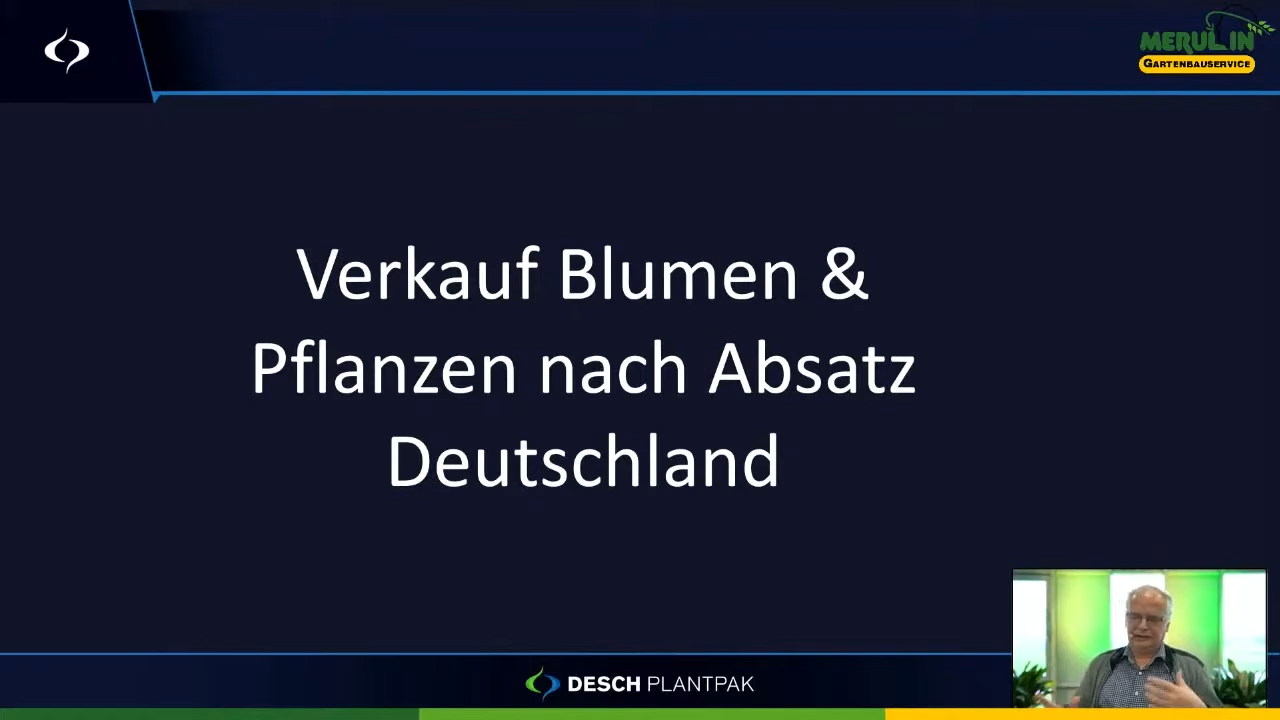 MERULIN
GARTENBAUSERVICE
Verkauf Blumen &
Pflanzen nach Absatz
Deutschland
DESCH PLANTPAK